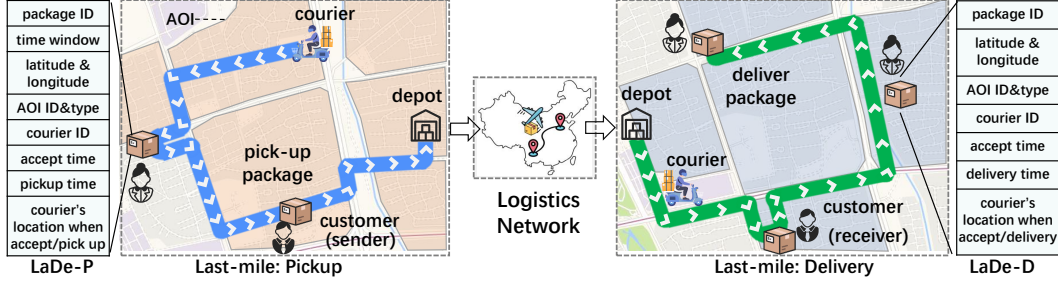 package ID
time window
latitude &
longitude
AOI ID&type
courier ID
accept time
pickup time
courier's
location when
accept/pick up
LaDe-P
AOI
courier
depot
pick-up
package
customer
(sender)
Last-mile: Pickup
Logistics
Network
deliver
package
depot
courier
customer
(receiver)
Last-mile: Delivery
package ID
latitude &
longitude
AOI ID&type
courier ID
accept time
delivery time
courier's
location when
accept/delivery
LaDe-D